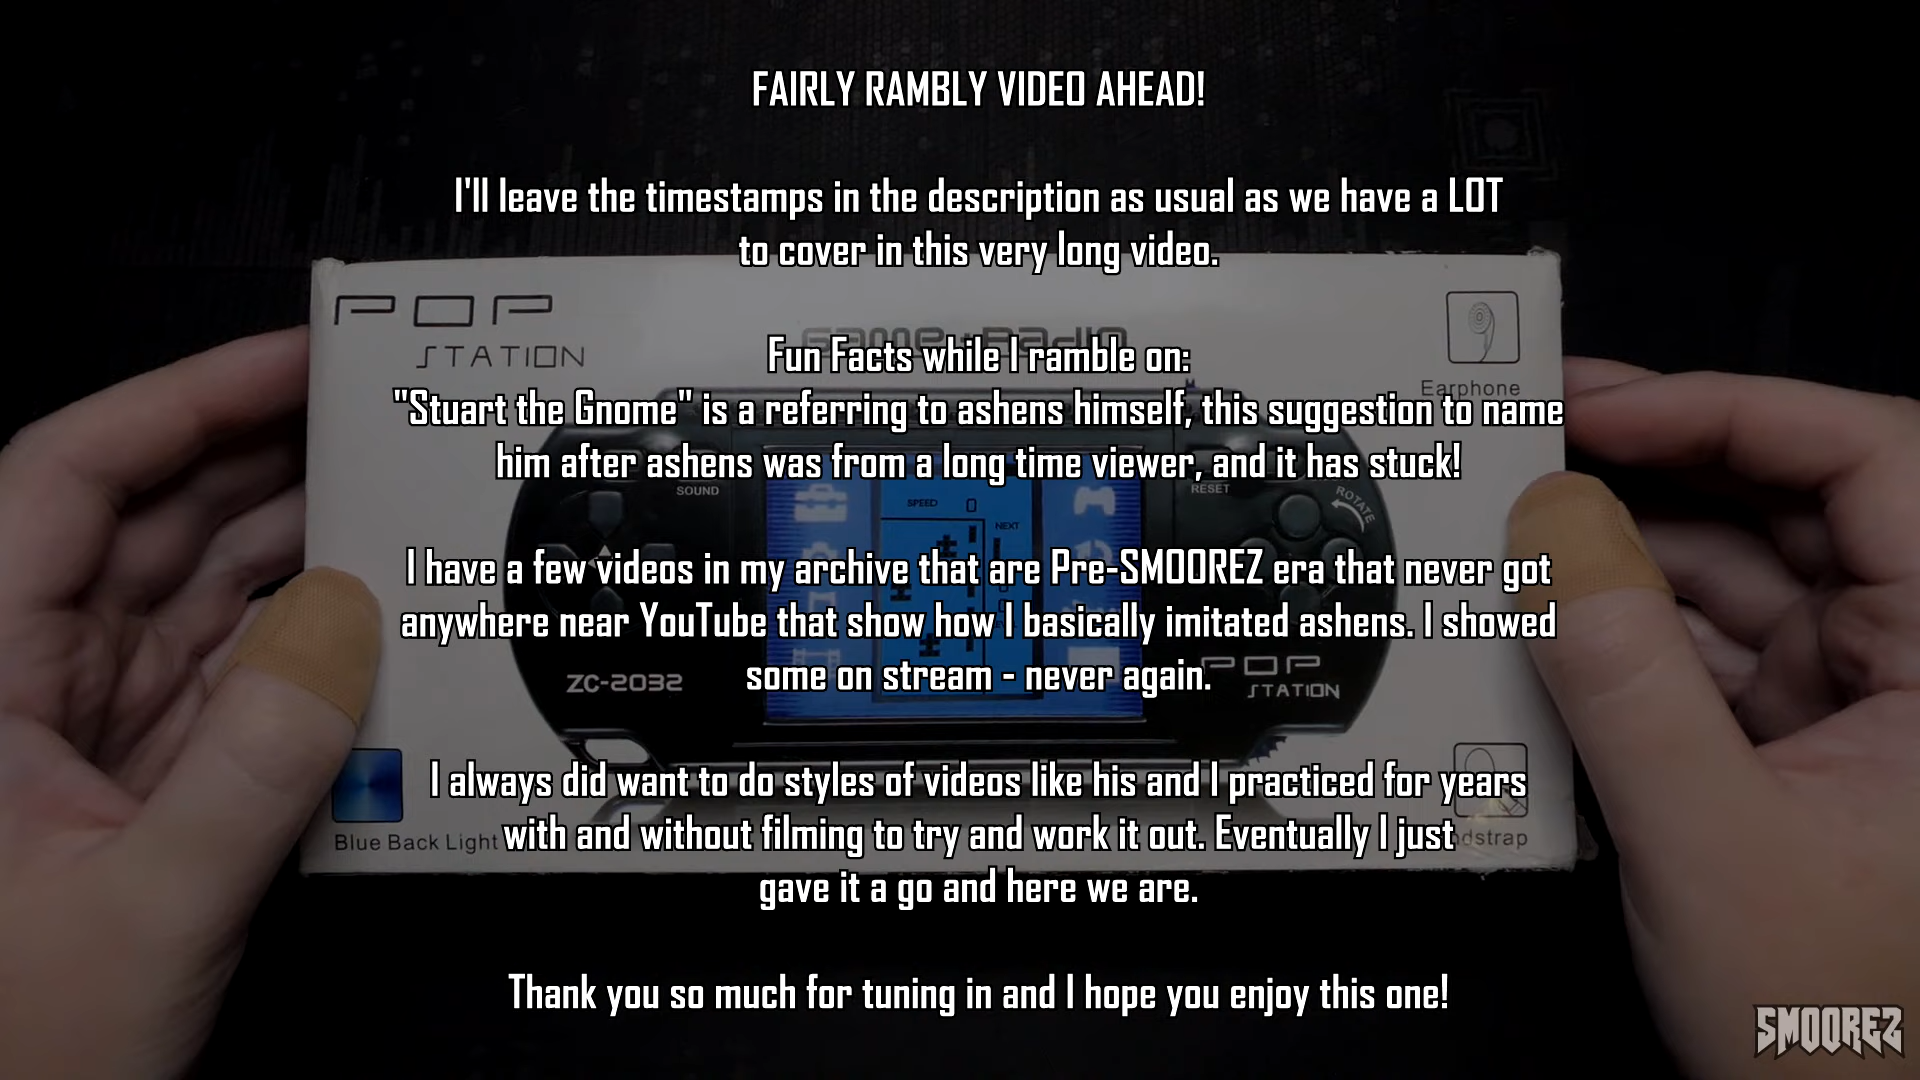 FAIRLY RAMBLY VIDEO AHEAD!
I'll leave the timestamps in the description as usual as we have a LOT
to cover in this very long video.
POP
STATION
Game+Radio
Earphone
Fun Facts while I ramble on:
"Stuart the Gnome" is a referring to ashens himself, this suggestion to name
him after ashens was from a long time viewer, and it has stuck!
SOUND
RESET
ROTATE
SPEED 0
NEXT
I have a few videos in my archive that are Pre-SMOOREZ era that never got
anywhere near YouTube that show how I basically imitated ashens. I showed
some on stream - never again.
ZC-2032
POP
STATION
I always did want to do styles of videos like his and I practiced for years
with and without filming to try and work it out. Eventually I just
gave it a go and here we are.
Blue Back Light
Thank you so much for tuning in and I hope you enjoy this one!
SMOOREZ